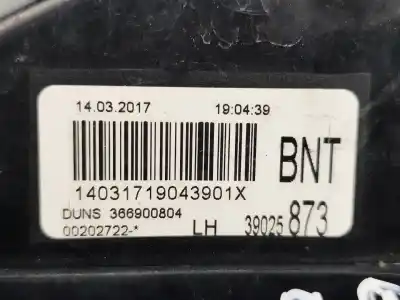 14.03.2017 19:04:39
BNT
14031719043901X
DUNS 366900804
00202722-* LH 39025 873